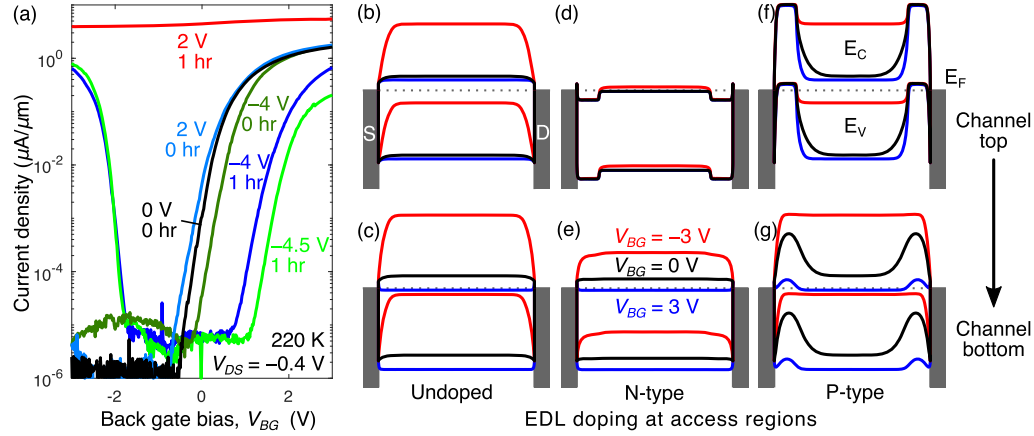 (a)
2 V
1 hr
−4 V
0 hr
2 V
0 hr
−4 V
1 hr
0 V
0 hr
−4.5 V
1 hr
220 K
V_DS = −0.4 V
10^0
10^-2
10^-4
10^-6
-2
0
2
Current density (μA/μm)
Back gate bias, V_BG (V)
(b)
S
D
(c)
Undoped
(d)
(e)
V_BG = −3 V
V_BG = 0 V
V_BG = 3 V
N-type
(f)
E_C
E_V
E_F
(g)
P-type
Channel
top
Channel
bottom
EDL doping at access regions